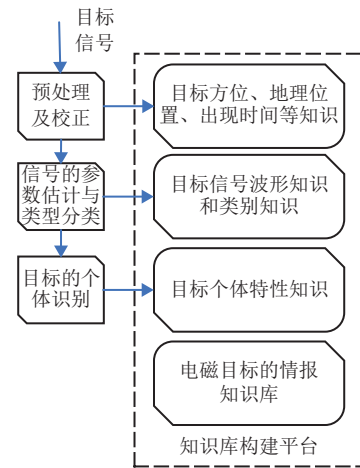 目标
信号
预处理
及校正
目标方位、地理位
置、出现时间等知识
信号的参
数估计与
类型分类
目标信号波形知识
和类别知识
目标的个
体识别
目标个体特性知识
电磁目标的情报
知识库
知识库构建平台